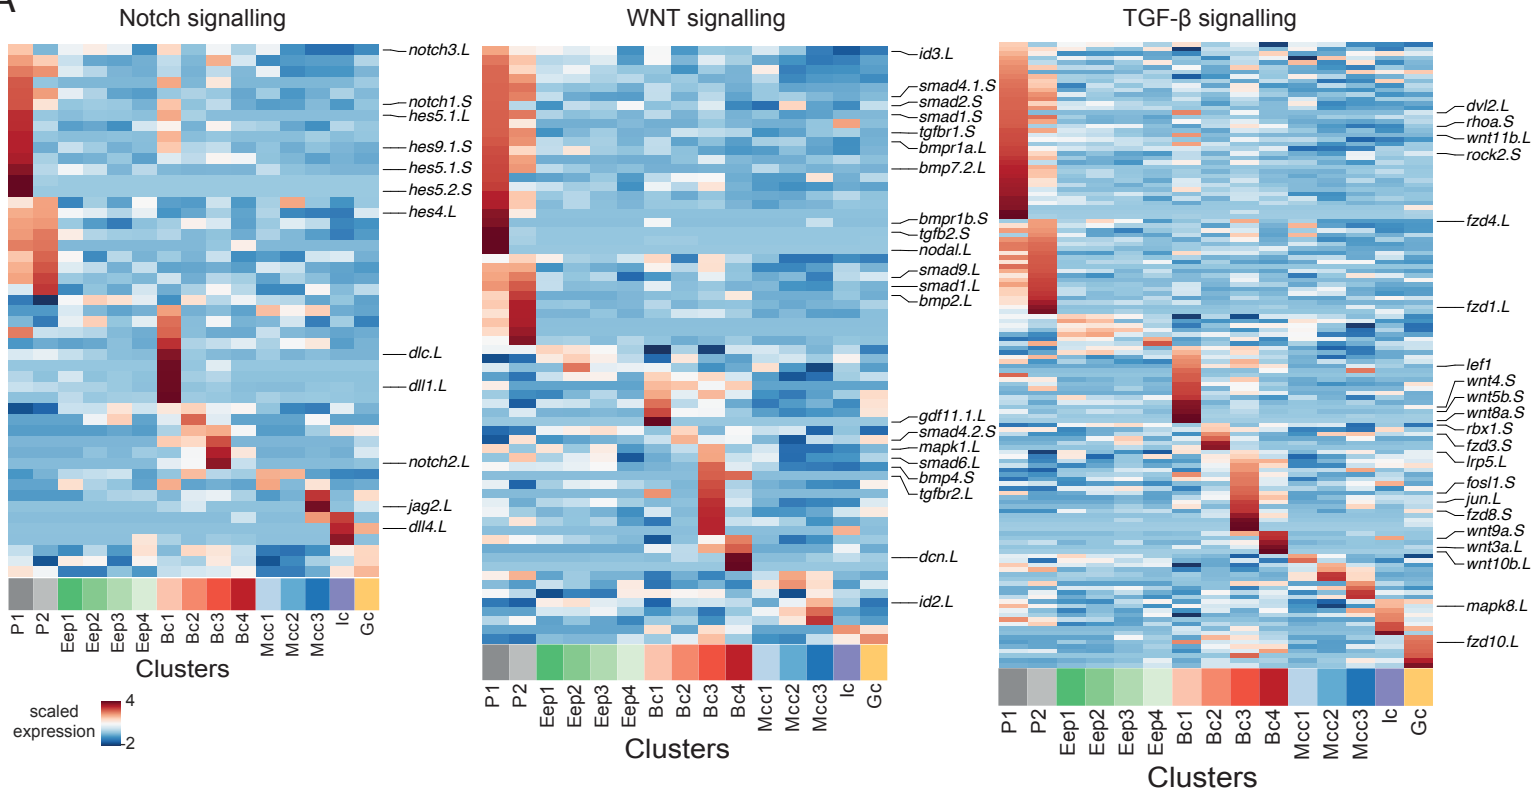 A
Notch signalling
notch3.L
notch1.S
hes5.1.L
hes9.1.S
hes5.1.S
hes5.2.S
hes4.L
dlc.L
dll1.L
notch2.L
jag2.L
dll4.L
P1 P2 Eep1 Eep2 Eep3 Eep4 Bc1 Bc2 Bc3 Bc4 Mcc1 Mcc2 Mcc3 Ic Gc
Clusters
scaled
expression
4
-2
WNT signalling
id3.L
smad4.1.S
smad2.S
smad1.S
tgfbr1.S
bmpr1a.L
bmp7.2.L
bmpr1b.S
tgfb2.S
nodal.L
smad9.L
smad1.L
bmp2.L
gdf11.1.L
smad4.2.S
mapk1.L
smad6.L
bmp4.S
tgfbr2.L
dcn.L
id2.L
P1 P2 Eep1 Eep2 Eep3 Eep4 Bc1 Bc2 Bc3 Bc4 Mcc1 Mcc2 Mcc3 Ic Gc
Clusters
TGF-β signalling
dvl2.L
rhoa.S
wnt11b.L
rock2.S
fzd4.L
fzd1.L
lef1
wnt4.S
wnt5b.S
wnt8a.S
rbx1.S
fzd3.S
lrp5.L
fosl1.S
jun.L
fzd8.S
wnt9a.S
wnt3a.L
wnt10b.L
mapk8.L
fzd10.L
P1 P2 Eep1 Eep2 Eep3 Eep4 Bc1 Bc2 Bc3 Bc4 Mcc1 Mcc2 Mcc3 Ic Gc
Clusters